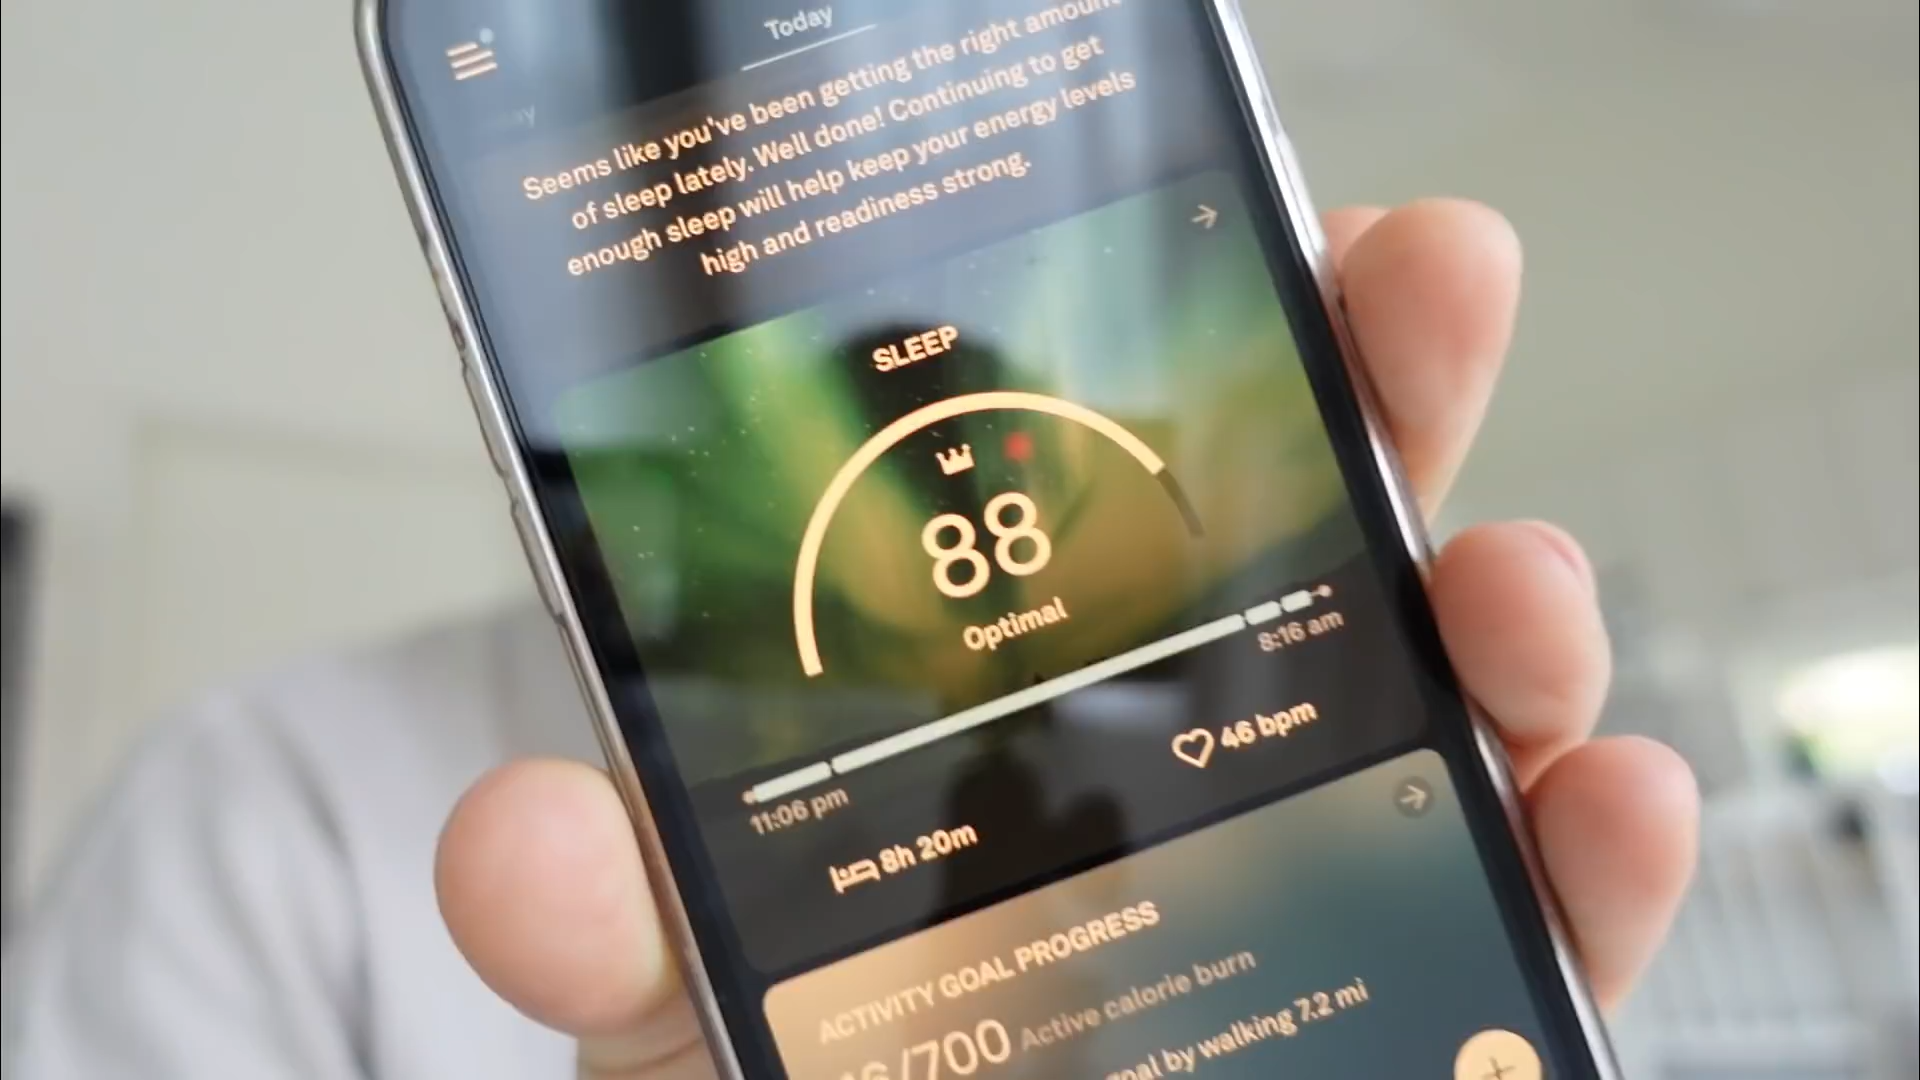 Today
Seems like you've been getting the right amount
of sleep lately. Well done! Continuing to get
enough sleep will help keep your energy levels
high and readiness strong.
SLEEP
88
Optimal
11:06 pm
8:16 am
8h 20m
46 bpm
ACTIVITY GOAL PROGRESS
/700 Active calorie burn
goal by walking 7.2 mi